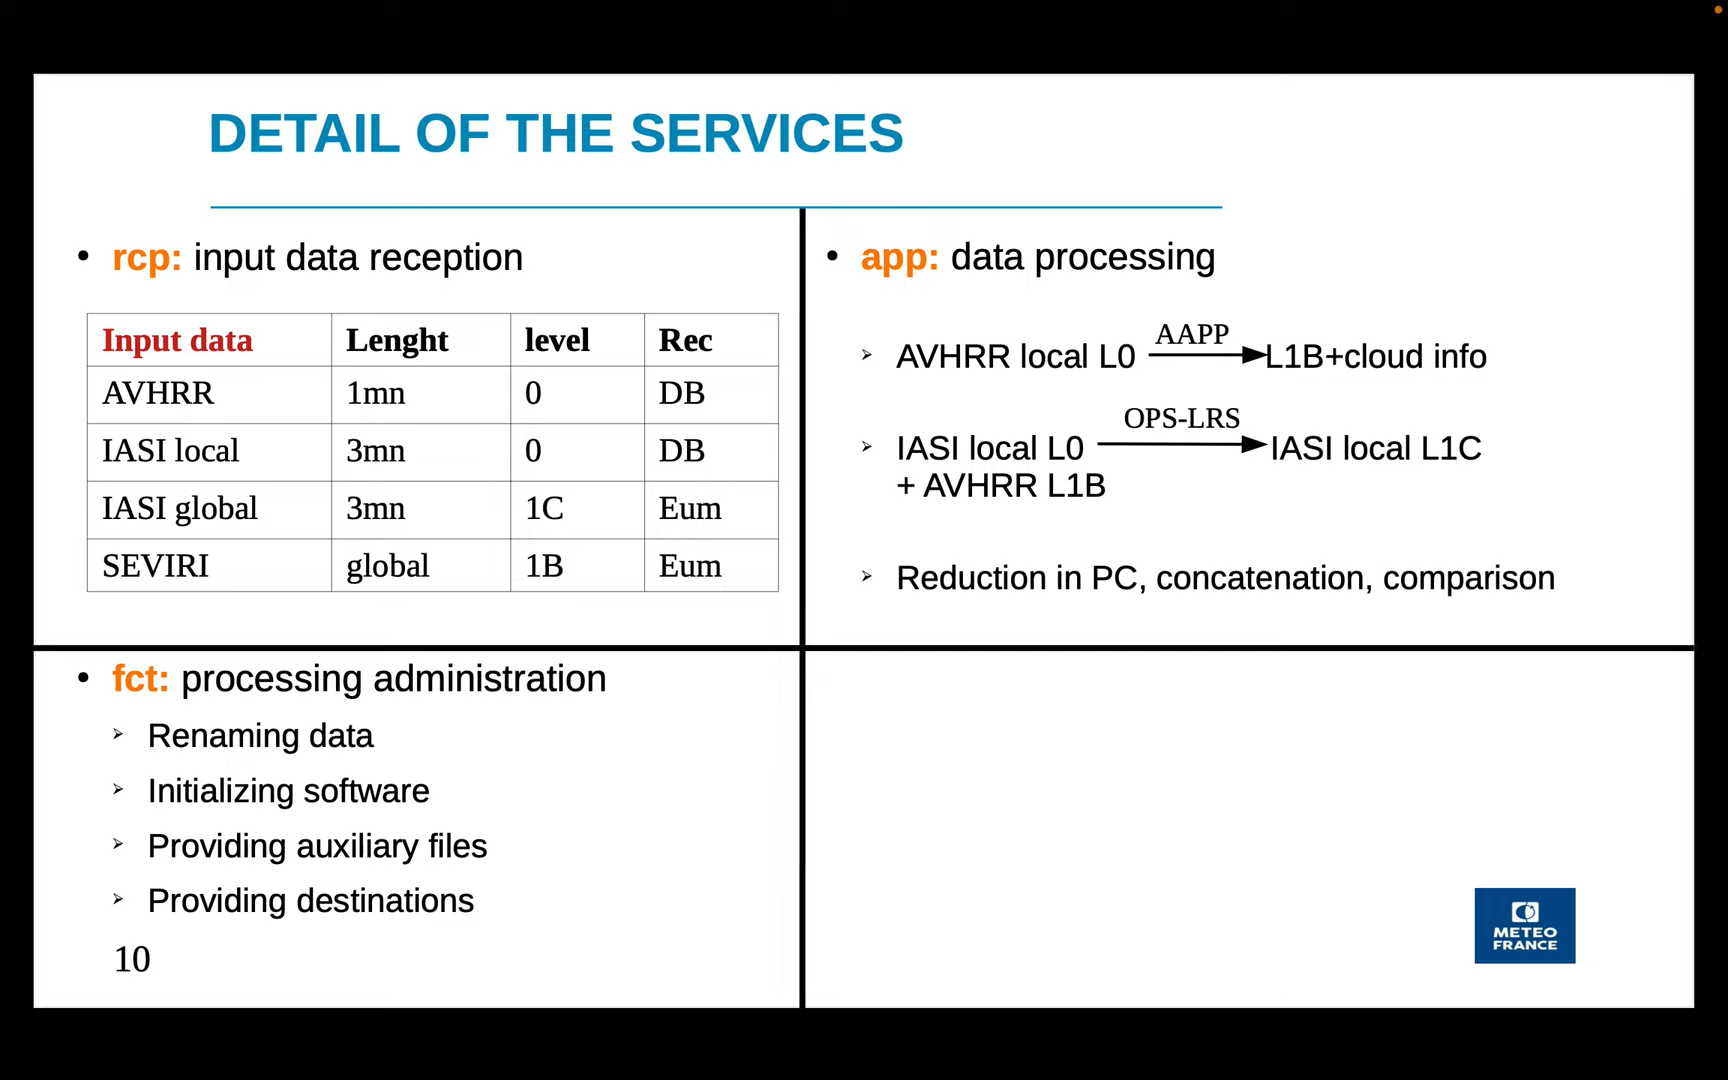 DETAIL OF THE SERVICES
• rcp: input data reception
Input data Lenght level Rec
AVHRR 1mn 0 DB
IASI local 3mn 0 DB
IASI global 3mn 1C Eum
SEVIRI global 1B Eum
• app: data processing
AAPP
➢ AVHRR local L0 L1B+cloud info
OPS-LRS
➢ IASI local L0 IASI local L1C
+ AVHRR L1B
➢ Reduction in PC, concatenation, comparison
• fct: processing administration
➢ Renaming data
➢ Initializing software
➢ Providing auxiliary files
➢ Providing destinations
10
METEO
FRANCE